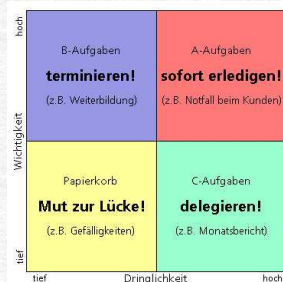 hoch
B-Aufgaben
terminieren!
(z.B. Weiterbildung)
A-Aufgaben
sofort erledigen!
(z.B. Notfall beim Kunden)
Wichtigkeit
Papierkorb
Mut zur Lücke!
(z.B. Gefälligkeiten)
C-Aufgaben
delegieren!
(z.B. Monatsbericht)
tief
tief
Dringlichkeit
hoch